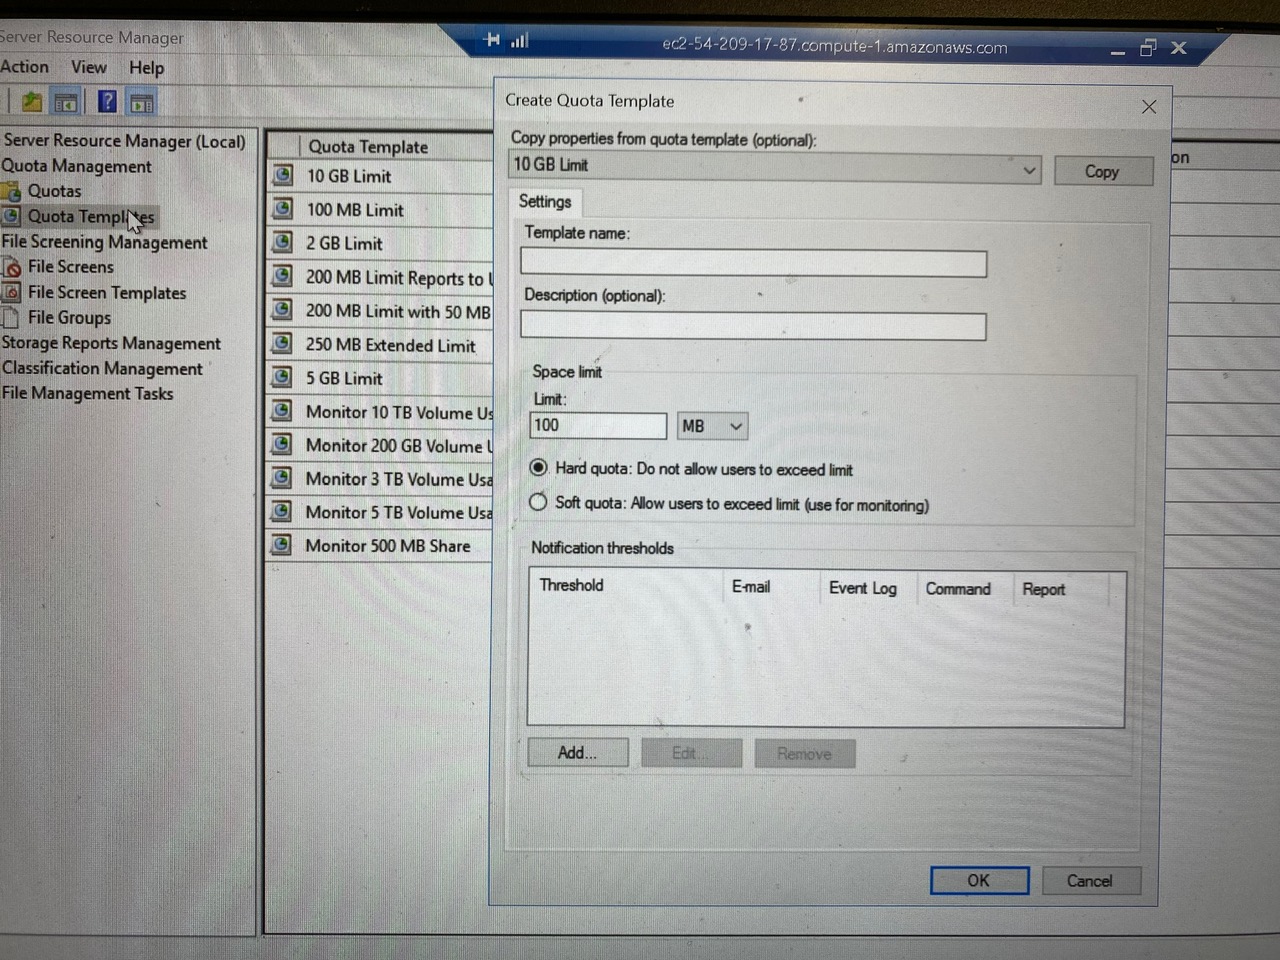 Server Resource Manager
ec2-54-209-17-87.compute-1.amazonaws.com
Action View Help
Server Resource Manager (Local)
Quota Management
Quotas
Quota Templates
File Screening Management
File Screens
File Screen Templates
File Groups
Storage Reports Management
Classification Management
File Management Tasks
Quota Template
10 GB Limit
100 MB Limit
2 GB Limit
200 MB Limit Reports to
200 MB Limit with 50 MB
250 MB Extended Limit
5 GB Limit
Monitor 10 TB Volume Us
Monitor 200 GB Volume
Monitor 3 TB Volume Usa
Monitor 5 TB Volume Usa
Monitor 500 MB Share
Create Quota Template
Copy properties from quota template (optional):
10 GB Limit
Copy
Settings
Template name:
Description (optional):
Space limit
Limit:
100 MB
Hard quota: Do not allow users to exceed limit
Soft quota: Allow users to exceed limit (use for monitoring)
Notification thresholds
Threshold E-mail Event Log Command Report
Add... Edit... Remove
OK Cancel
on